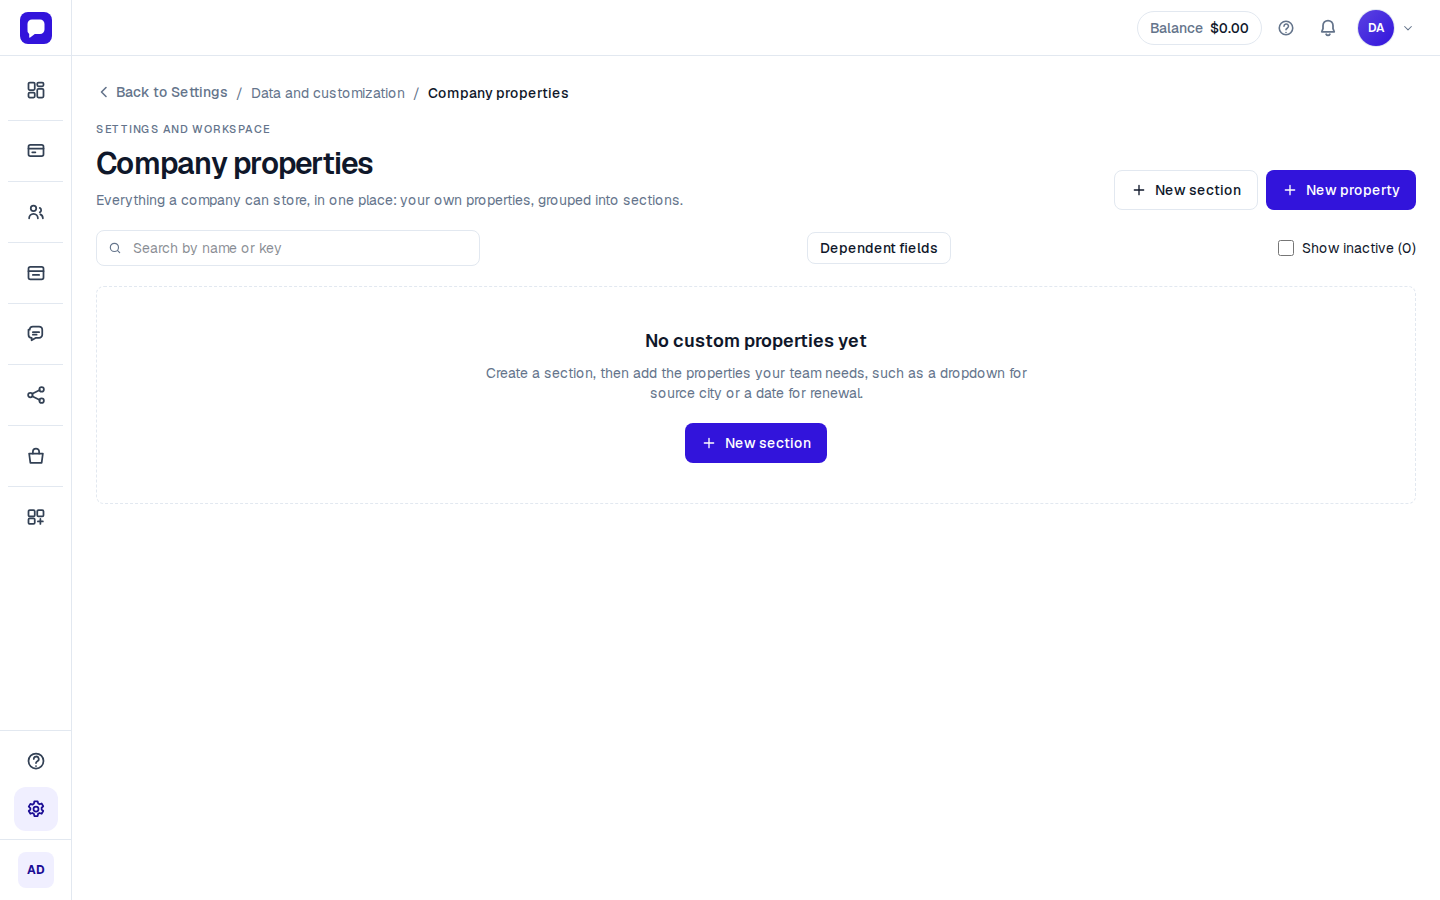 Balance $0.00
DA
Back to Settings / Data and customization / Company properties
SETTINGS AND WORKSPACE
Company properties
Everything a company can store, in one place: your own properties, grouped into sections.
New section
New property
Search by name or key
Dependent fields
Show inactive (0)
No custom properties yet
Create a section, then add the properties your team needs, such as a dropdown for
source city or a date for renewal.
New section
AD